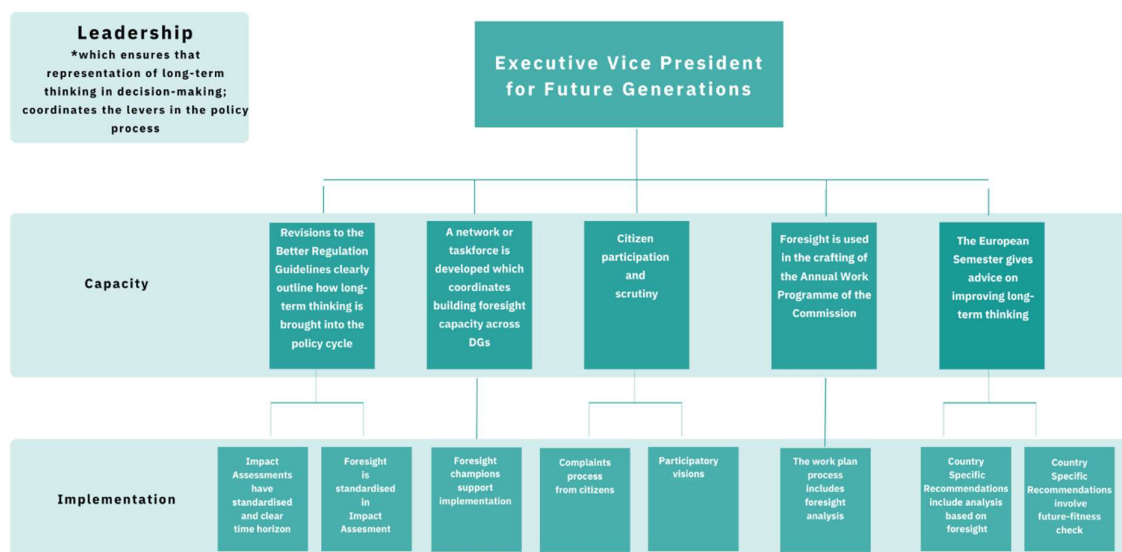 Leadership
*which ensures that
representation of long-term
thinking in decision-making;
coordinates the levers in the policy
process
Executive Vice President
for Future Generations
Capacity
Revisions to the
Better Regulation
Guidelines clearly
outline how long-
term thinking is
brought into the
policy cycle
A network or
taskforce is
developed which
coordinates
building foresight
capacity across
DGs
Citizen
participation
and
scrutiny
Foresight is used
in the crafting of
the Annual Work
Programme of the
Commission
The European
Semester gives
advice on
improving long-
term thinking
Implementation
Impact
Assessments
have
standardised
and clear
time horizon
Foresight
is
standardised
in
Impact
Assesment
Foresight
champions
support
implementation
Complaints
process
from citizens
Participatory
visions
The work plan
process
includes
foresight
analysis
Country
Specific
Recommendations
include analysis
based on
foresight
Country
Specific
Recommendations
involve
future-fitness
check